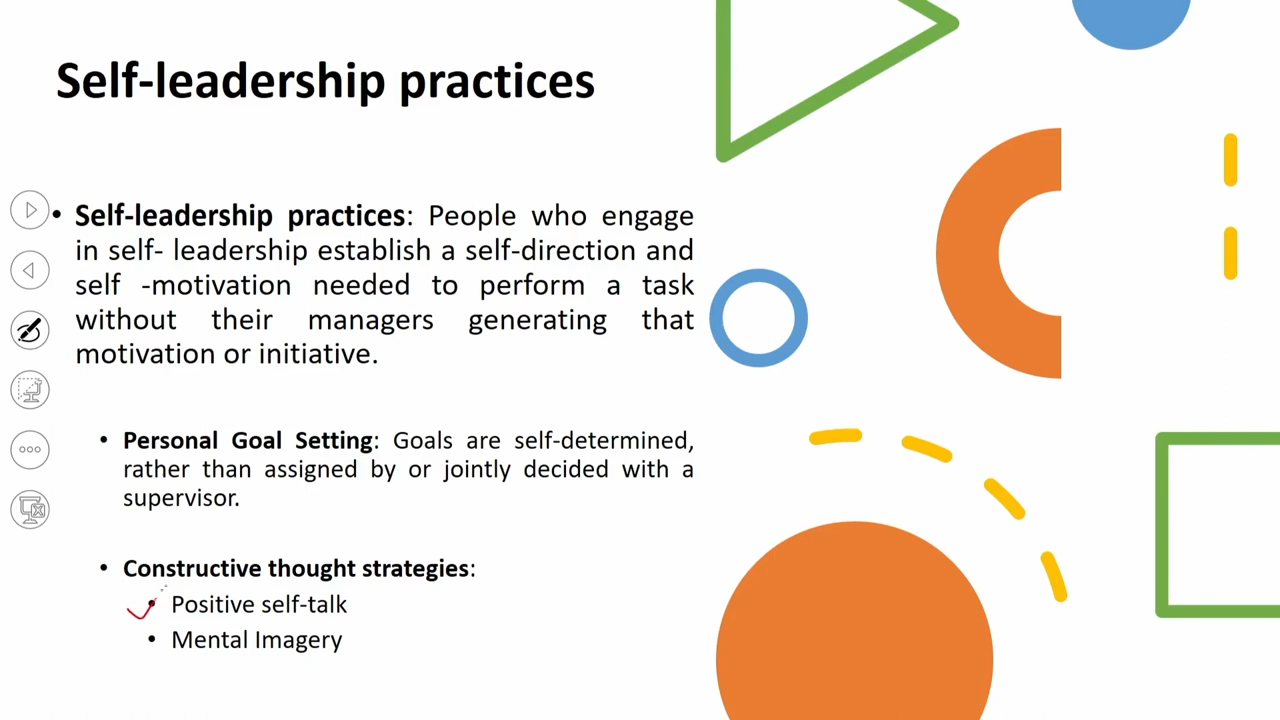 Self-leadership practices
• Self-leadership practices: People who engage
in self- leadership establish a self-direction and
self -motivation needed to perform a task
without their managers generating that
motivation or initiative.
• Personal Goal Setting: Goals are self-determined,
rather than assigned by or jointly decided with a
supervisor.
• Constructive thought strategies:
• Positive self-talk
• Mental Imagery